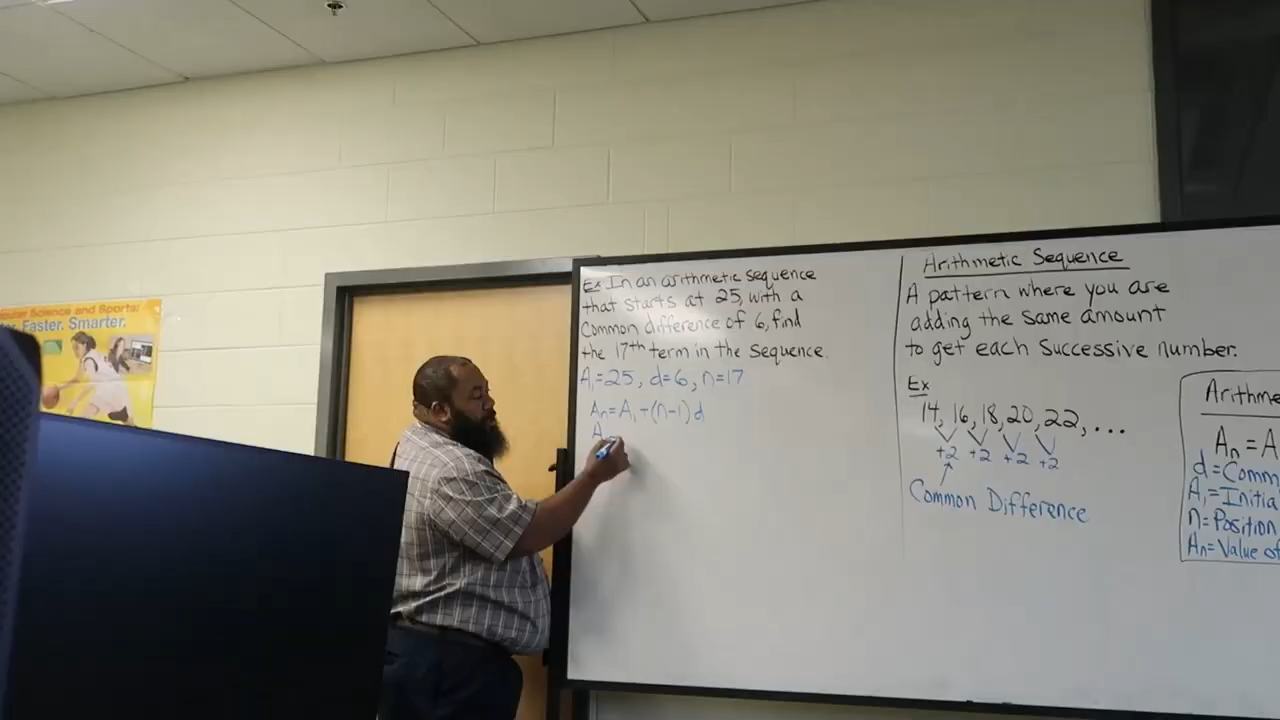 Popular Science and Sports:
Faster. Smarter.
Ex In an arithmetic sequence
that starts at 25, with a
Common difference of 6, find
the 17th term in the sequence.
A₁=25, d=6, n=17
Aₙ=A₁+(n-1)d
A
Arithmetic Sequence
A pattern where you are
adding the same amount
to get each Successive number.
Ex
14, 16, 18, 20, 22, ...
+2 +2 +2 +2
Common Difference
Arithme
Aₙ=A
d=Comm
A₁=Initia
n=Position
Aₙ=Value of